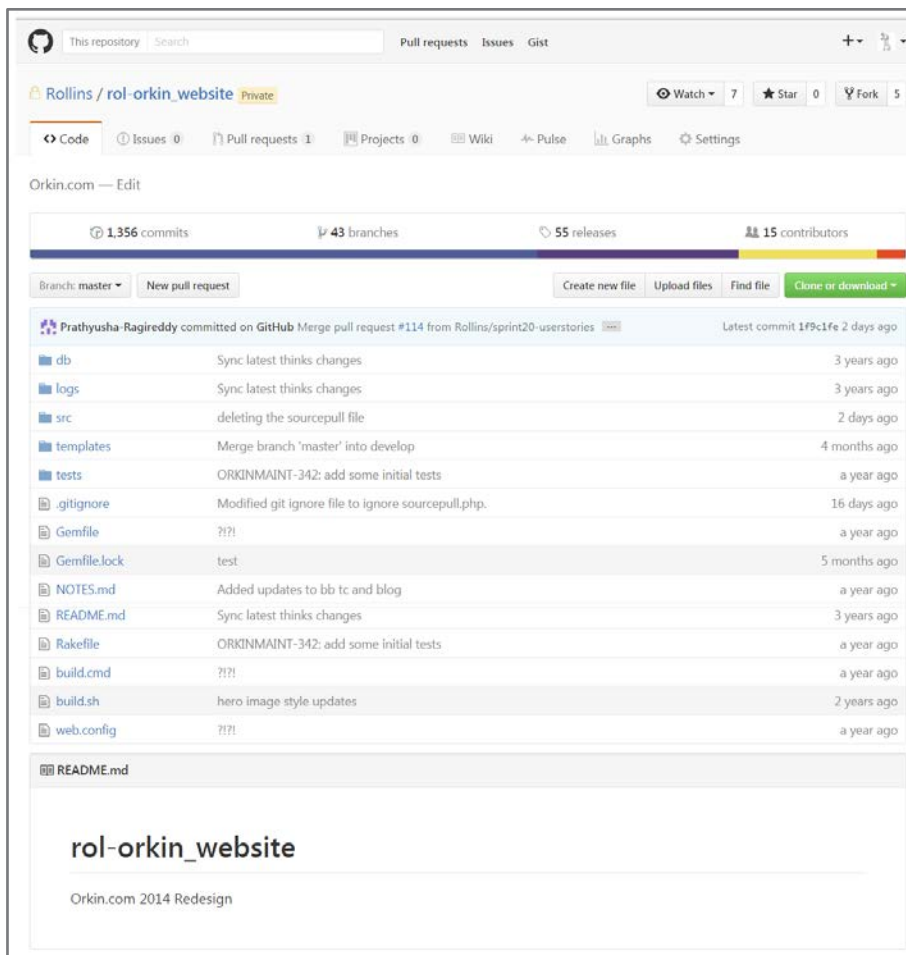 This repository Search Pull requests Issues Gist
Rollins / rol-orkin_website Private Watch 7 Star 0 Fork 5
Code Issues 0 Pull requests 1 Projects 0 Wiki Pulse Graphs Settings
Orkin.com — Edit
1,356 commits 43 branches 55 releases 15 contributors
Branch: master New pull request Create new file Upload files Find file Clone or download
Prathyusha-Ragireddy committed on GitHub Merge pull request #114 from Rollins/sprint20-userstories ... Latest commit 1f9c1fe 2 days ago
db Sync latest thinks changes 3 years ago
logs Sync latest thinks changes 3 years ago
src deleting the sourcepull file 2 days ago
templates Merge branch 'master' into develop 4 months ago
tests ORKINMAINT-342: add some initial tests a year ago
.gitignore Modified git ignore file to ignore sourcepull.php. 16 days ago
Gemfile ?!?! a year ago
Gemfile.lock test 5 months ago
NOTES.md Added updates to bb tc and blog a year ago
README.md Sync latest thinks changes 3 years ago
Rakefile ORKINMAINT-342: add some initial tests a year ago
build.cmd ?!?! a year ago
build.sh hero image style updates 2 years ago
web.config ?!?! a year ago
README.md
rol-orkin_website
Orkin.com 2014 Redesign